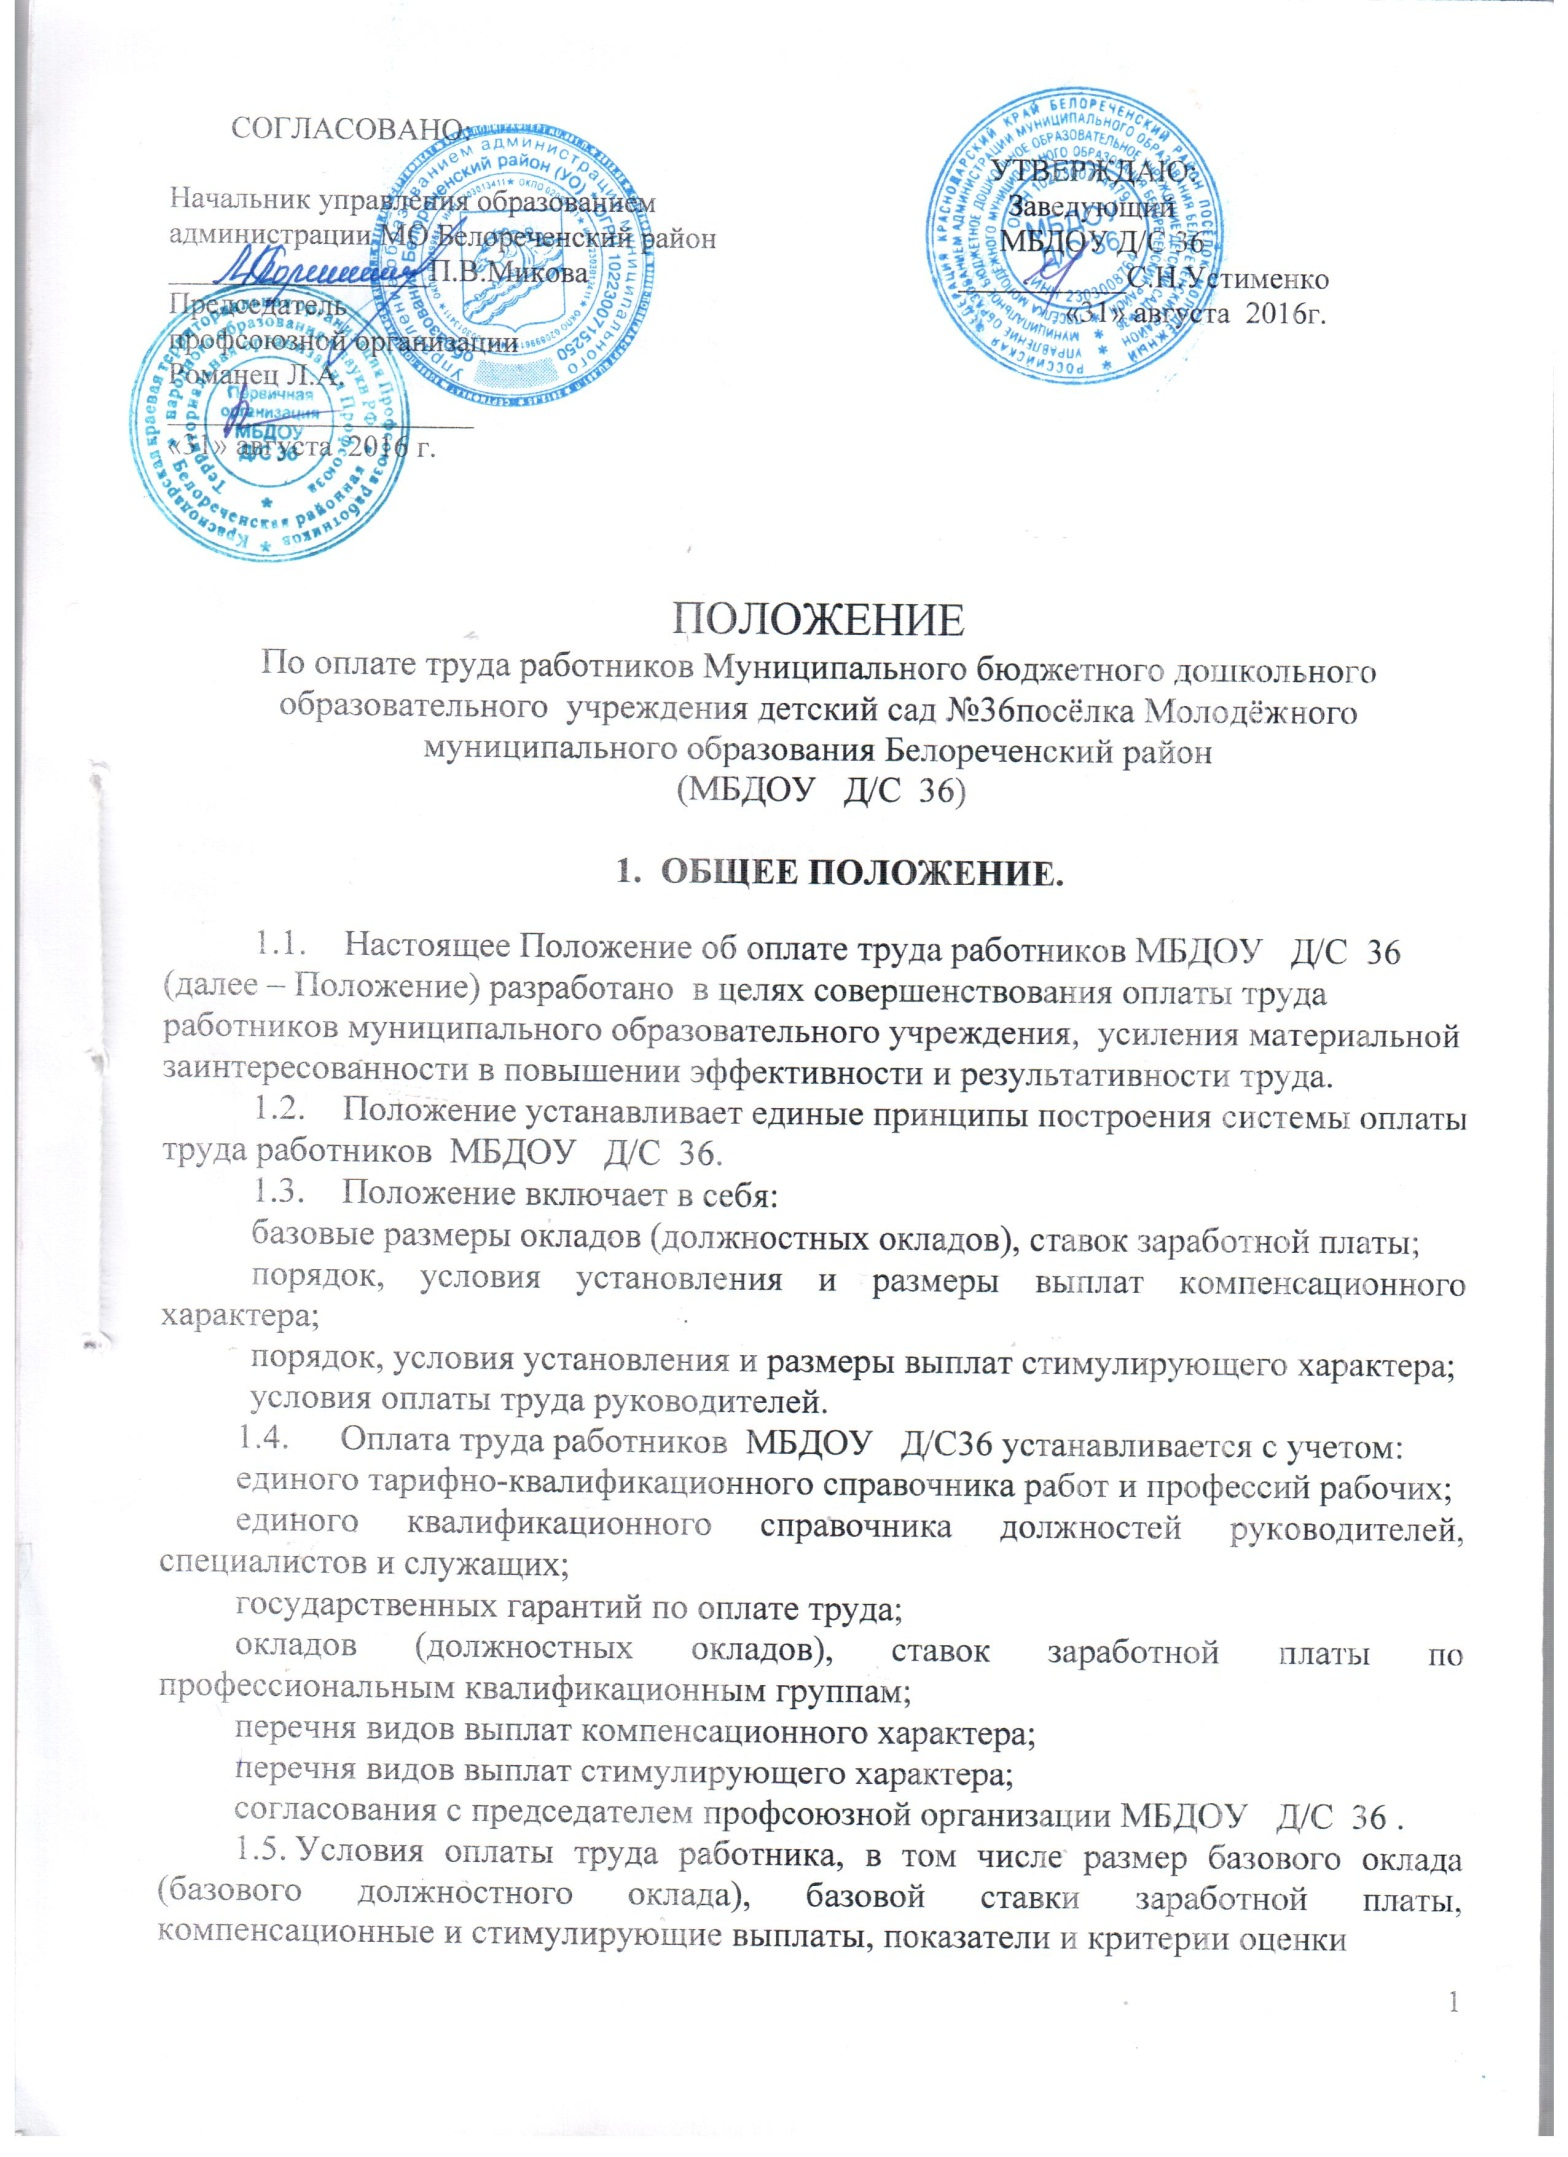 СОГЛАСОВАНО:
Начальник управления образованием
администрации МО Белореченский район
П.В.Микова
Председатель
профсоюзной организации
Романец Л.А.
«31» августа 2016 г.
УТВЕРЖДАЮ:
Заведующий
МБДОУ Д/С 36
С.Н.Устименко
«31» августа 2016г.
Первичная
организация
МБДОУ
Д/С 36
ПОЛОЖЕНИЕ
По оплате труда работников Муниципального бюджетного дошкольного
образовательного учреждения детский сад №36посёлка Молодёжного
муниципального образования Белореченский район
(МБДОУ Д/С 36)
1. ОБЩЕЕ ПОЛОЖЕНИЕ.
1.1. Настоящее Положение об оплате труда работников МБДОУ Д/С 36
(далее – Положение) разработано в целях совершенствования оплаты труда
работников муниципального образовательного учреждения, усиления материальной
заинтересованности в повышении эффективности и результативности труда.
1.2. Положение устанавливает единые принципы построения системы оплаты
труда работников МБДОУ Д/С 36.
1.3. Положение включает в себя:
базовые размеры окладов (должностных окладов), ставок заработной платы;
порядок, условия установления и размеры выплат компенсационного
характера;
порядок, условия установления и размеры выплат стимулирующего характера;
условия оплаты труда руководителей.
1.4. Оплата труда работников МБДОУ Д/С36 устанавливается с учетом:
единого тарифно-квалификационного справочника работ и профессий рабочих;
единого квалификационного справочника должностей руководителей,
специалистов и служащих;
государственных гарантий по оплате труда;
окладов (должностных окладов), ставок заработной платы по
профессиональным квалификационным группам;
перечня видов выплат компенсационного характера;
перечня видов выплат стимулирующего характера;
согласования с председателем профсоюзной организации МБДОУ Д/С 36 .
1.5. Условия оплаты труда работника, в том числе размер базового оклада
(базового должностного оклада), базовой ставки заработной платы,
компенсационные и стимулирующие выплаты, показатели и критерии оценки
1